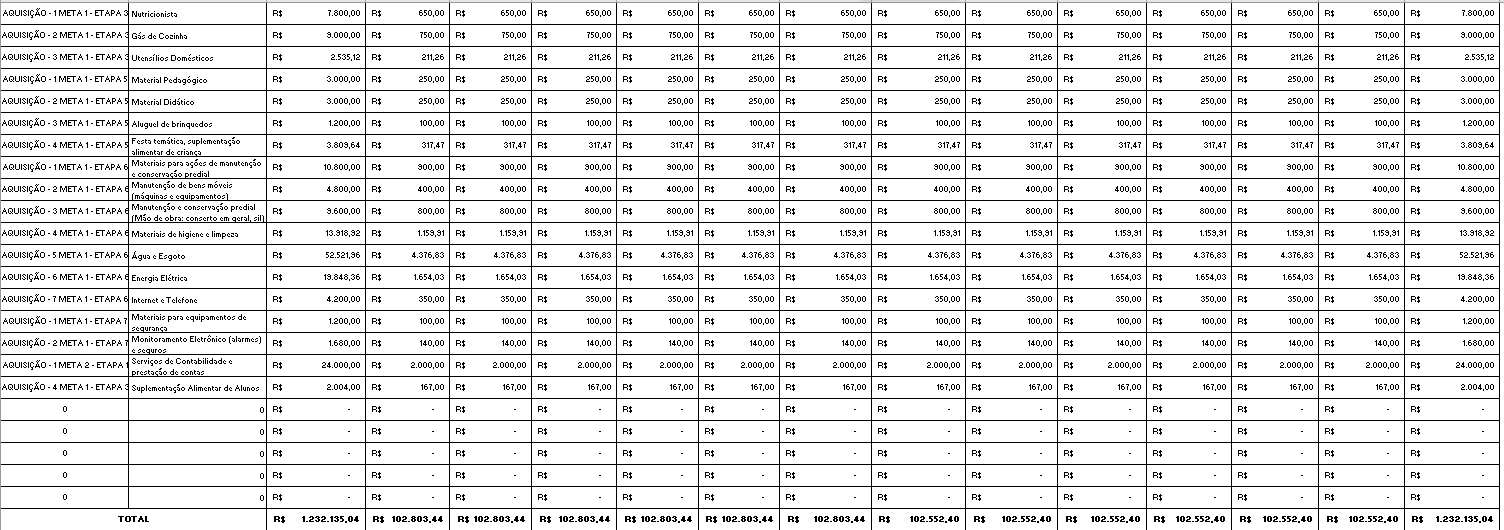 AQUISIÇÃO - 1 META 1 - ETAPA 3 Nutricionista R$ 7.800,00 R$ 650,00 R$ 650,00 R$ 650,00 R$ 650,00 R$ 650,00 R$ 650,00 R$ 650,00 R$ 650,00 R$ 650,00 R$ 650,00 R$ 650,00 R$ 650,00 R$ 7.800,00
AQUISIÇÃO - 2 META 1 - ETAPA 3 Gás de Cozinha R$ 9.000,00 R$ 750,00 R$ 750,00 R$ 750,00 R$ 750,00 R$ 750,00 R$ 750,00 R$ 750,00 R$ 750,00 R$ 750,00 R$ 750,00 R$ 750,00 R$ 750,00 R$ 9.000,00
AQUISIÇÃO - 3 META 1 - ETAPA 3 Utensílios Domésticos R$ 2.535,12 R$ 211,26 R$ 211,26 R$ 211,26 R$ 211,26 R$ 211,26 R$ 211,26 R$ 211,26 R$ 211,26 R$ 211,26 R$ 211,26 R$ 211,26 R$ 211,26 R$ 2.535,12
AQUISIÇÃO - 1 META 1 - ETAPA 5 Material Pedagógico R$ 3.000,00 R$ 250,00 R$ 250,00 R$ 250,00 R$ 250,00 R$ 250,00 R$ 250,00 R$ 250,00 R$ 250,00 R$ 250,00 R$ 250,00 R$ 250,00 R$ 250,00 R$ 3.000,00
AQUISIÇÃO - 2 META 1 - ETAPA 5 Material Didático R$ 3.000,00 R$ 250,00 R$ 250,00 R$ 250,00 R$ 250,00 R$ 250,00 R$ 250,00 R$ 250,00 R$ 250,00 R$ 250,00 R$ 250,00 R$ 250,00 R$ 250,00 R$ 3.000,00
AQUISIÇÃO - 3 META 1 - ETAPA 5 Aluguel de brinquedos R$ 1.200,00 R$ 100,00 R$ 100,00 R$ 100,00 R$ 100,00 R$ 100,00 R$ 100,00 R$ 100,00 R$ 100,00 R$ 100,00 R$ 100,00 R$ 100,00 R$ 100,00 R$ 1.200,00
AQUISIÇÃO - 4 META 1 - ETAPA 5 Festa temática, suplementação
alimentar de criança R$ 3.809,64 R$ 317,47 R$ 317,47 R$ 317,47 R$ 317,47 R$ 317,47 R$ 317,47 R$ 317,47 R$ 317,47 R$ 317,47 R$ 317,47 R$ 317,47 R$ 317,47 R$ 3.809,64
AQUISIÇÃO - 1 META 1 - ETAPA 6 Materiais para ações de manutenção
e conservação predial R$ 10.800,00 R$ 900,00 R$ 900,00 R$ 900,00 R$ 900,00 R$ 900,00 R$ 900,00 R$ 900,00 R$ 900,00 R$ 900,00 R$ 900,00 R$ 900,00 R$ 900,00 R$ 10.800,00
AQUISIÇÃO - 2 META 1 - ETAPA 6 Manutenção de bens móveis
(máquinas e equipamentos) R$ 4.800,00 R$ 400,00 R$ 400,00 R$ 400,00 R$ 400,00 R$ 400,00 R$ 400,00 R$ 400,00 R$ 400,00 R$ 400,00 R$ 400,00 R$ 400,00 R$ 400,00 R$ 4.800,00
AQUISIÇÃO - 3 META 1 - ETAPA 6 Manutenção e conservação predial
(Mão de obra: conserto em geral, sil) R$ 9.600,00 R$ 800,00 R$ 800,00 R$ 800,00 R$ 800,00 R$ 800,00 R$ 800,00 R$ 800,00 R$ 800,00 R$ 800,00 R$ 800,00 R$ 800,00 R$ 800,00 R$ 9.600,00
AQUISIÇÃO - 4 META 1 - ETAPA 6 Materiais de higiene e limpeza R$ 13.918,92 R$ 1.159,91 R$ 1.159,91 R$ 1.159,91 R$ 1.159,91 R$ 1.159,91 R$ 1.159,91 R$ 1.159,91 R$ 1.159,91 R$ 1.159,91 R$ 1.159,91 R$ 1.159,91 R$ 1.159,91 R$ 13.918,92
AQUISIÇÃO - 5 META 1 - ETAPA 6 Água e Esgoto R$ 52.521,96 R$ 4.376,83 R$ 4.376,83 R$ 4.376,83 R$ 4.376,83 R$ 4.376,83 R$ 4.376,83 R$ 4.376,83 R$ 4.376,83 R$ 4.376,83 R$ 4.376,83 R$ 4.376,83 R$ 4.376,83 R$ 52.521,96
AQUISIÇÃO - 6 META 1 - ETAPA 6 Energia Elétrica R$ 19.848,36 R$ 1.654,03 R$ 1.654,03 R$ 1.654,03 R$ 1.654,03 R$ 1.654,03 R$ 1.654,03 R$ 1.654,03 R$ 1.654,03 R$ 1.654,03 R$ 1.654,03 R$ 1.654,03 R$ 1.654,03 R$ 19.848,36
AQUISIÇÃO - 7 META 1 - ETAPA 6 Internet e Telefone R$ 4.200,00 R$ 350,00 R$ 350,00 R$ 350,00 R$ 350,00 R$ 350,00 R$ 350,00 R$ 350,00 R$ 350,00 R$ 350,00 R$ 350,00 R$ 350,00 R$ 350,00 R$ 4.200,00
AQUISIÇÃO - 1 META 1 - ETAPA 7 Materiais para equipamentos de
segurança R$ 1.200,00 R$ 100,00 R$ 100,00 R$ 100,00 R$ 100,00 R$ 100,00 R$ 100,00 R$ 100,00 R$ 100,00 R$ 100,00 R$ 100,00 R$ 100,00 R$ 100,00 R$ 1.200,00
AQUISIÇÃO - 2 META 1 - ETAPA 7 Monitoramento Eletrônico (alarmes)
e seguros R$ 1.680,00 R$ 140,00 R$ 140,00 R$ 140,00 R$ 140,00 R$ 140,00 R$ 140,00 R$ 140,00 R$ 140,00 R$ 140,00 R$ 140,00 R$ 140,00 R$ 140,00 R$ 1.680,00
AQUISIÇÃO - 1 META 2 - ETAPA 1 Serviços de Contabilidade e
prestação de contas R$ 24.000,00 R$ 2.000,00 R$ 2.000,00 R$ 2.000,00 R$ 2.000,00 R$ 2.000,00 R$ 2.000,00 R$ 2.000,00 R$ 2.000,00 R$ 2.000,00 R$ 2.000,00 R$ 2.000,00 R$ 2.000,00 R$ 24.000,00
AQUISIÇÃO - 4 META 1 - ETAPA 3 Suplementação Alimentar de Alunos R$ 2.004,00 R$ 167,00 R$ 167,00 R$ 167,00 R$ 167,00 R$ 167,00 R$ 167,00 R$ 167,00 R$ 167,00 R$ 167,00 R$ 167,00 R$ 167,00 R$ 167,00 R$ 2.004,00
0 0 R$ - R$ - R$ - R$ - R$ - R$ - R$ - R$ - R$ - R$ - R$ - R$ - R$ - R$ -
0 0 R$ - R$ - R$ - R$ - R$ - R$ - R$ - R$ - R$ - R$ - R$ - R$ - R$ - R$ -
0 0 R$ - R$ - R$ - R$ - R$ - R$ - R$ - R$ - R$ - R$ - R$ - R$ - R$ - R$ -
0 0 R$ - R$ - R$ - R$ - R$ - R$ - R$ - R$ - R$ - R$ - R$ - R$ - R$ - R$ -
0 0 R$ - R$ - R$ - R$ - R$ - R$ - R$ - R$ - R$ - R$ - R$ - R$ - R$ - R$ -
TOTAL R$ 1.232.135,04 R$ 102.803,44 R$ 102.803,44 R$ 102.803,44 R$ 102.803,44 R$ 102.803,44 R$ 102.803,44 R$ 102.552,40 R$ 102.552,40 R$ 102.552,40 R$ 102.552,40 R$ 102.552,40 R$ 102.552,40 R$ 1.232.135,04